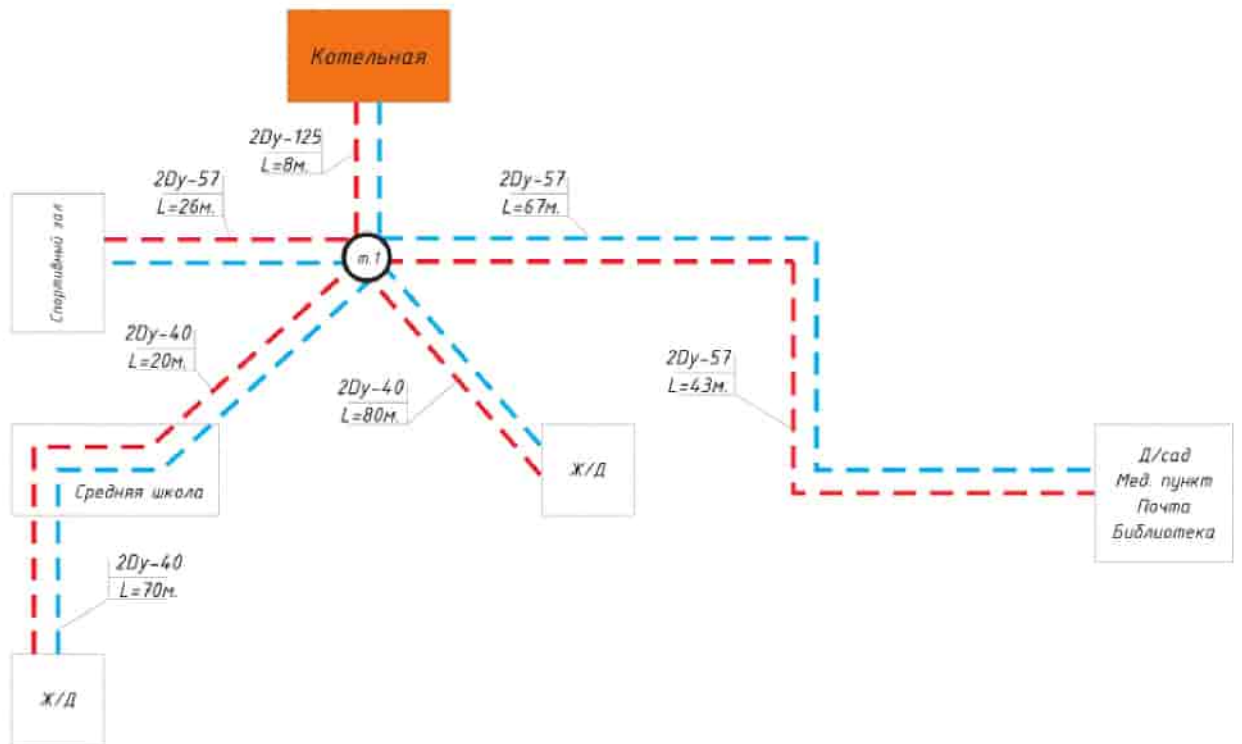 Котельная
2Dy-125
L=8м.
2Dy-57
L=26м.
2Dy-57
L=67м.
Спортивный зал
т.1
2Dy-40
L=20м.
2Dy-40
L=80м.
2Dy-57
L=43м.
Ж/Д
Средняя школа
Д/сад
Мед. пункт
Почта
Библиотека
2Dy-40
L=70м.
Ж/Д